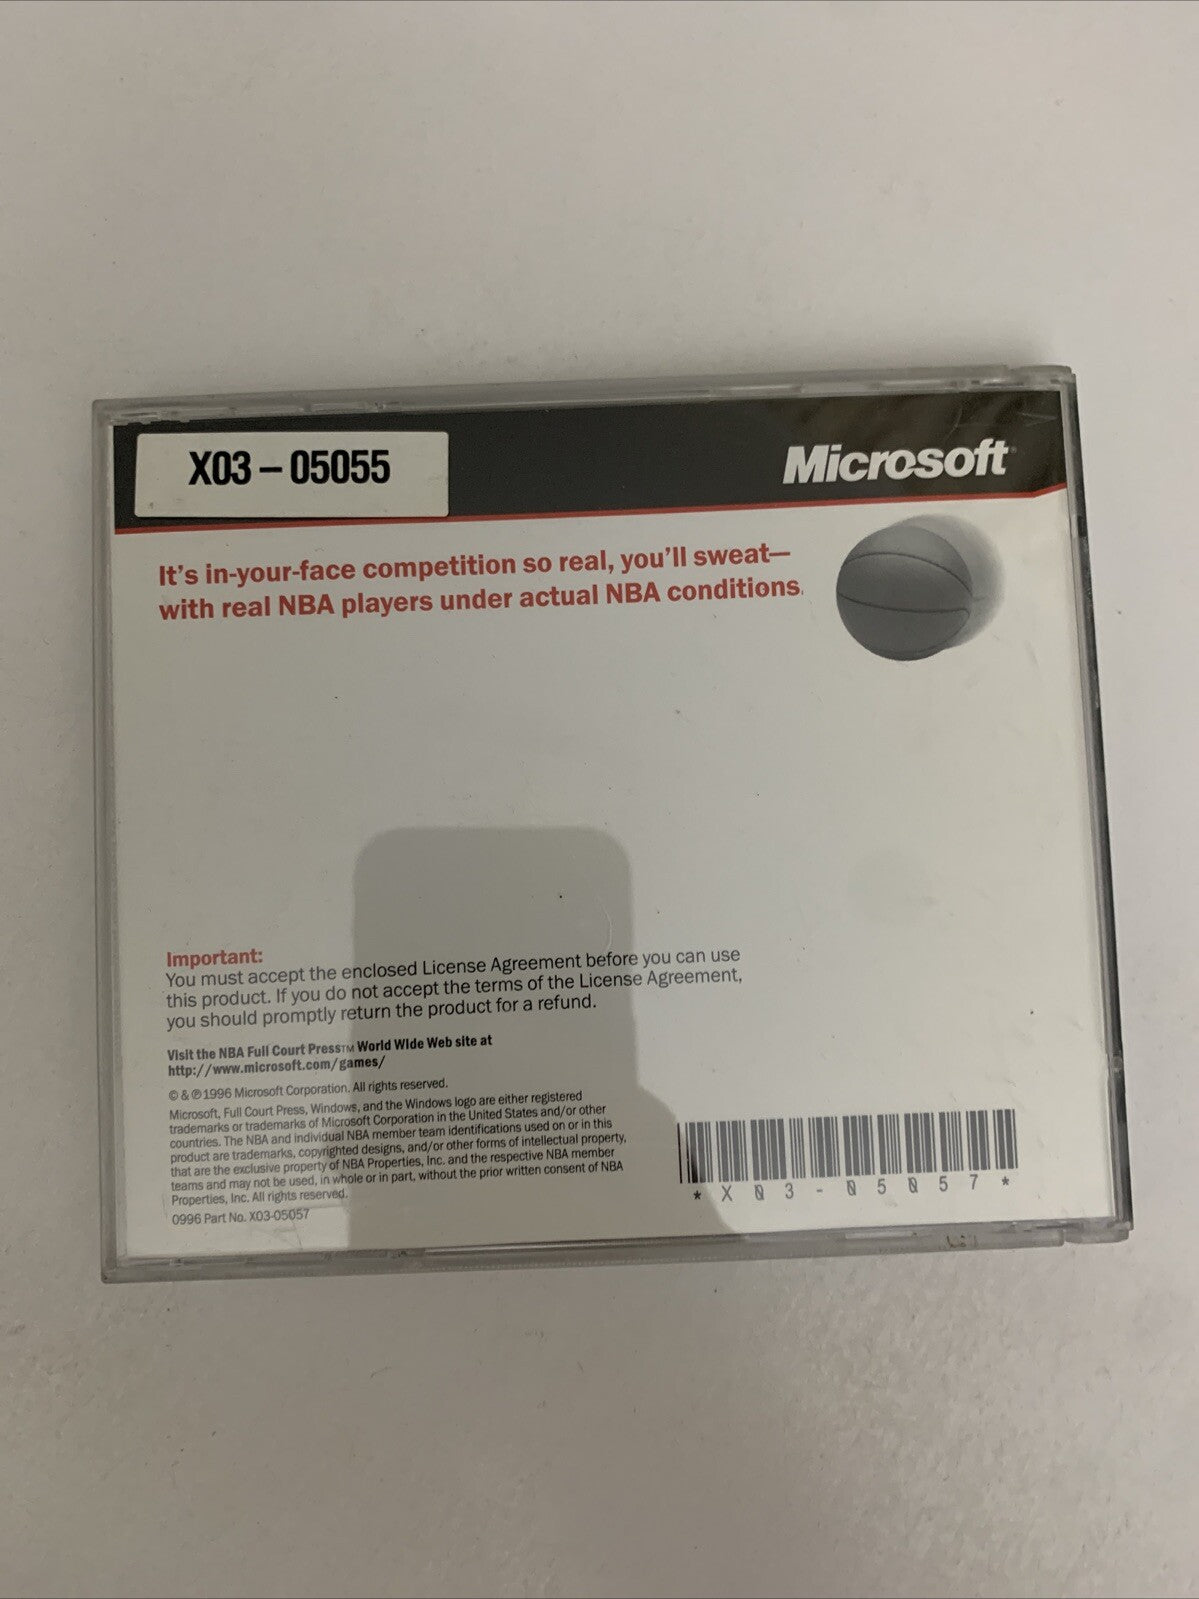 X03 – 05055
Microsoft®
It's in-your-face competition so real, you'll sweat—
with real NBA players under actual NBA conditions.
Important:
You must accept the enclosed License Agreement before you can use
this product. If you do not accept the terms of the License Agreement,
you should promptly return the product for a refund.
Visit the NBA Full Court Press™ World WIde Web site at
http://www.microsoft.com/games/
© & ℗ 1996 Microsoft Corporation. All rights reserved.
Microsoft, Full Court Press, Windows, and the Windows logo are either registered
trademarks or trademarks of Microsoft Corporation in the United States and/or other
countries. The NBA and individual NBA member team identifications used on or in this
product are trademarks, copyrighted designs, and/or other forms of intellectual property,
that are the exclusive property of NBA Properties, Inc. and the respective NBA member
teams and may not be used, in whole or in part, without the prior written consent of NBA
Properties, Inc. All rights reserved.
0996 Part No. X03-05057
*X03-05057*